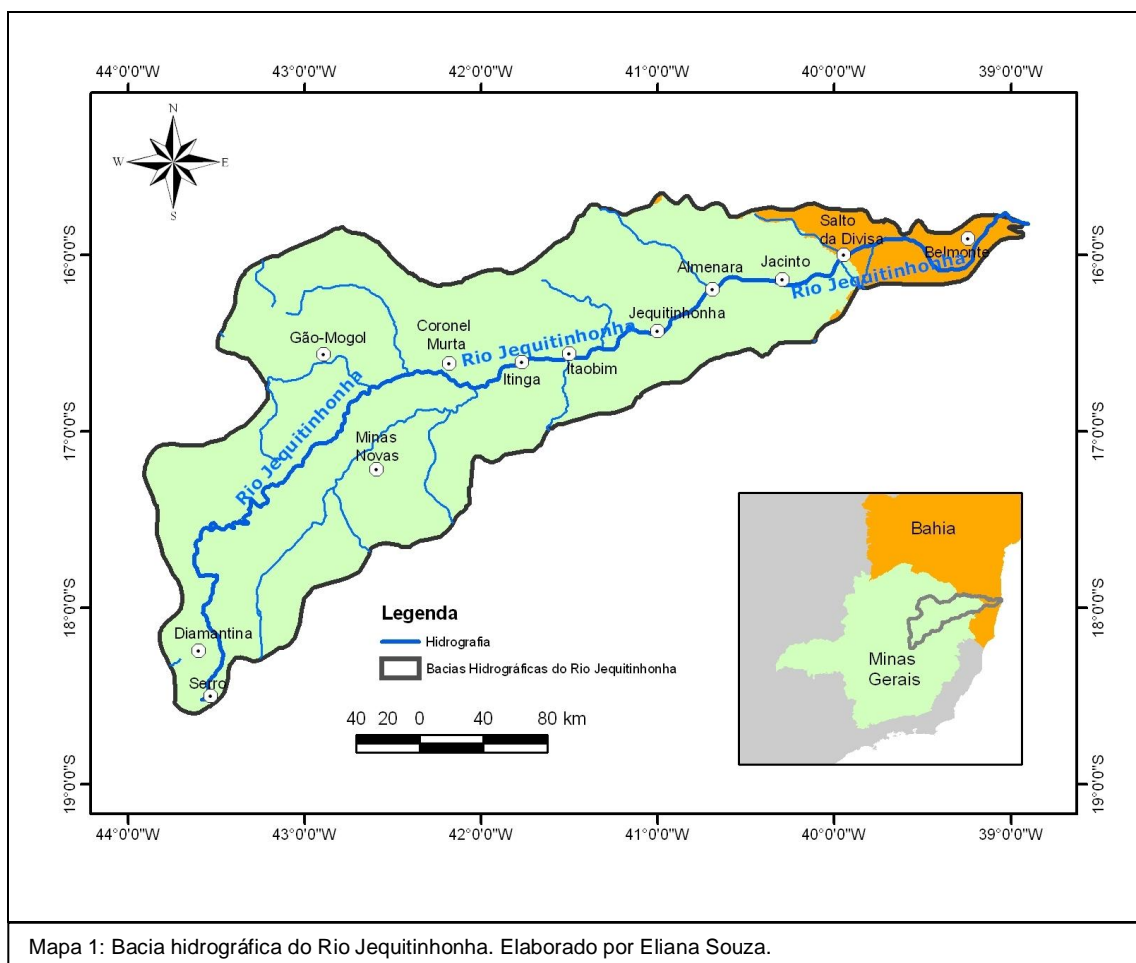 44°0'0"W 43°0'0"W 42°0'0"W 41°0'0"W 40°0'0"W 39°0'0"W
N
W E
S
16°0'0"S 16°0'0"S
17°0'0"S 17°0'0"S
18°0'0"S 18°0'0"S
19°0'0"S 19°0'0"S
Salto
da Divisa
Belmonte
Almenara
Jacinto
Rio Jequitinhonha
Jequitinhonha
Gão-Mogol
Coronel
Murta
Rio Jequitinhonha
Itinga
Itaobim
Rio Jequitinhonha
Minas
Novas
Diamantina
Serro
Legenda
Hidrografia
Bacias Hidrográficas do Rio Jequitinhonha
40 20 0 40 80 km
Bahia
Minas
Gerais
44°0'0"W 43°0'0"W 42°0'0"W 41°0'0"W 40°0'0"W 39°0'0"W
Mapa 1: Bacia hidrográfica do Rio Jequitinhonha. Elaborado por Eliana Souza.